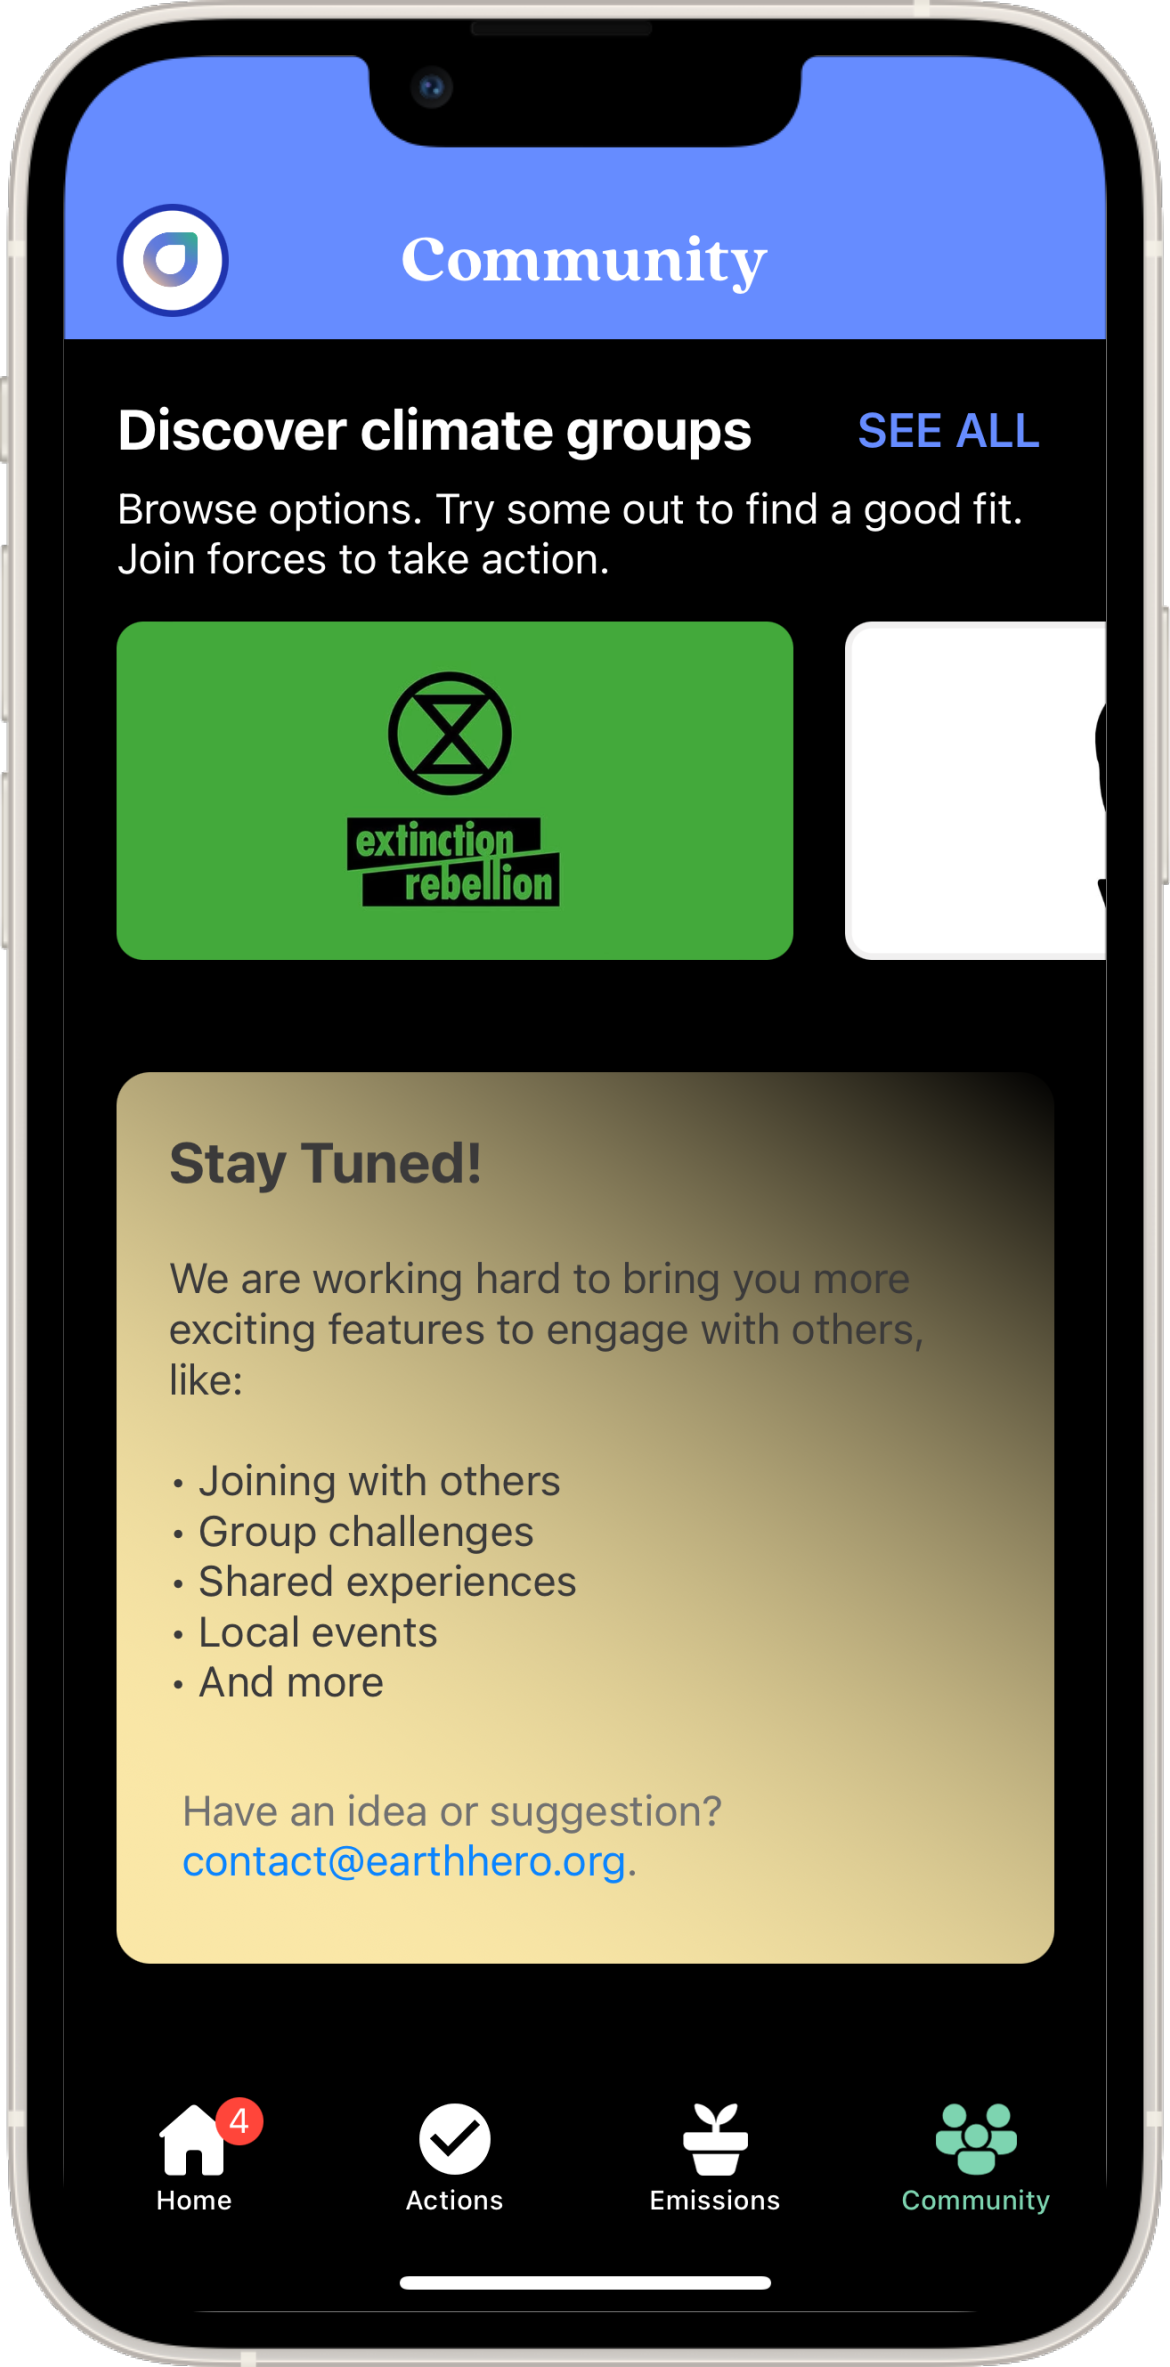 Community
Discover climate groups
SEE ALL
Browse options. Try some out to find a good fit.
Join forces to take action.
extinction
rebellion
Stay Tuned!
We are working hard to bring you more
exciting features to engage with others,
like:
• Joining with others
• Group challenges
• Shared experiences
• Local events
• And more
Have an idea or suggestion?
contact@earthhero.org.
4
Home
Actions
Emissions
Community